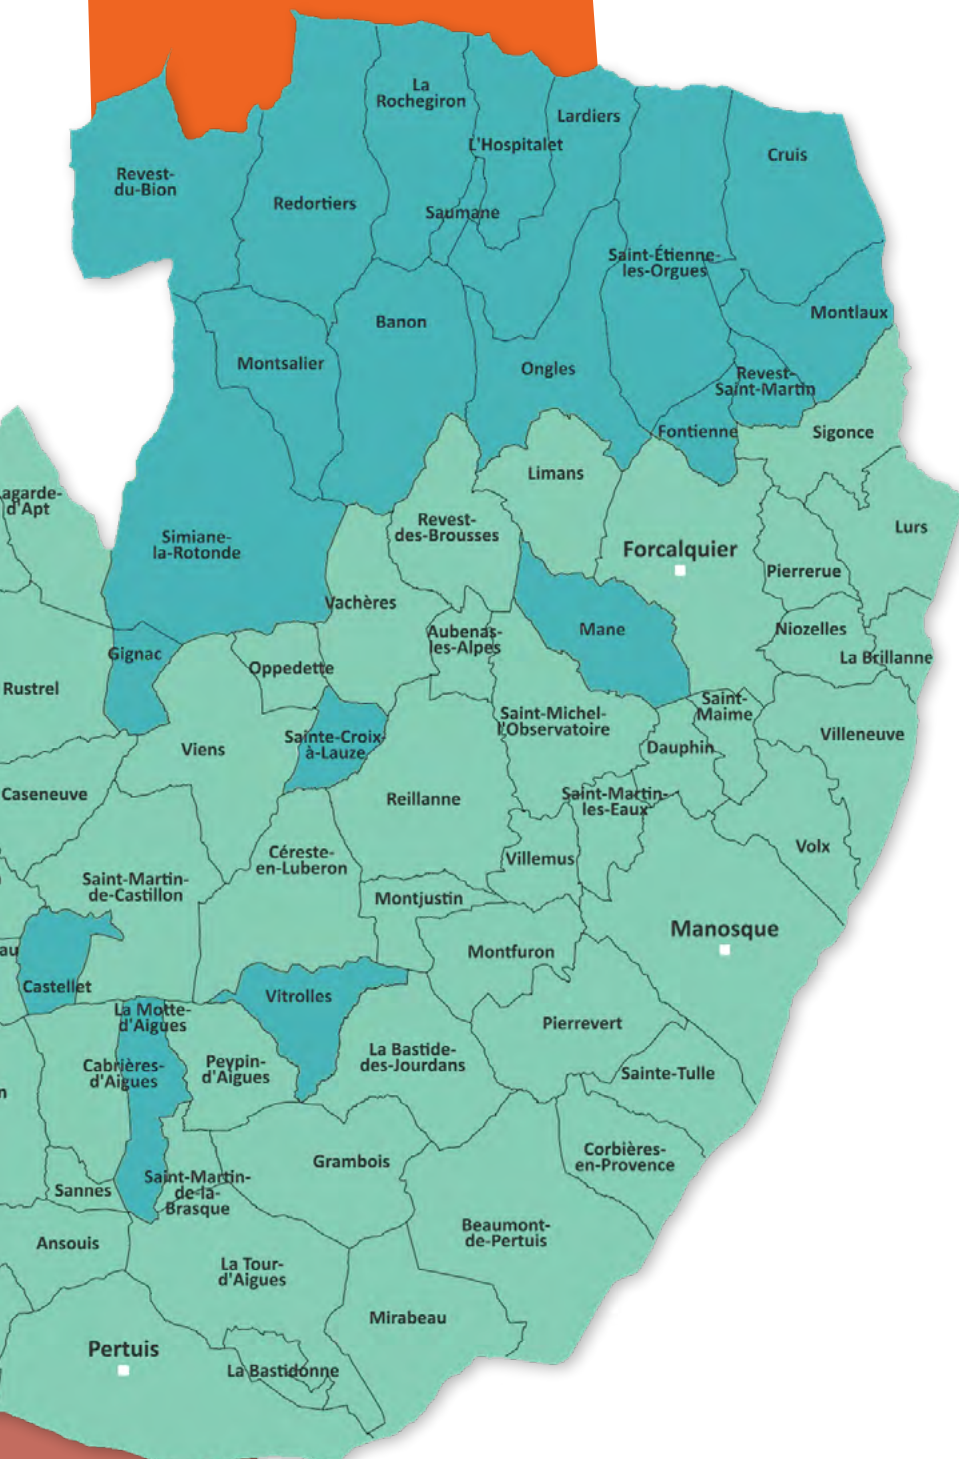 La
Rochegiron
Lardiers
L'Hospitalet
Cruis
Revest-
du-Bion
Redortiers
Saumane
Saint-Étienne-
les-Orgues
Montlaux
Banon
Montsalier
Ongles
Revest-
Saint-Martin
Fontienne
Sigonce
Limans
agarde-
d'Apt
Revest-
des-Brousses
Lurs
Simiane-
la-Rotonde
Forcalquier
Pierrerue
Vachères
Mane
Niozelles
Aubenas-
les-Alpes
Gignac
La Brillanne
Oppedette
Rustrel
Saint-
Maime
Saint-Michel-
l'Observatoire
Villeneuve
Sainte-Croix-
à-Lauze
Viens
Dauphin
Caseneuve
Reillanne
Saint-Martin-
les-Eaux
Volx
Céreste-
en-Luberon
Villemus
Saint-Martin-
de-Castillon
Montjustin
Manosque
au
Montfuron
Castellet
Vitrolles
La Motte-
d'Aigues
Pierrevert
La Bastide-
des-Jourdans
Cabrières-
d'Aigues
Peypin-
d'Aigues
Sainte-Tulle
n
Corbières-
en-Provence
Grambois
Saint-Martin-
de-la-
Brasque
Sannes
Beaumont-
de-Pertuis
Ansouis
La Tour-
d'Aigues
Mirabeau
Pertuis
La Bastidonne